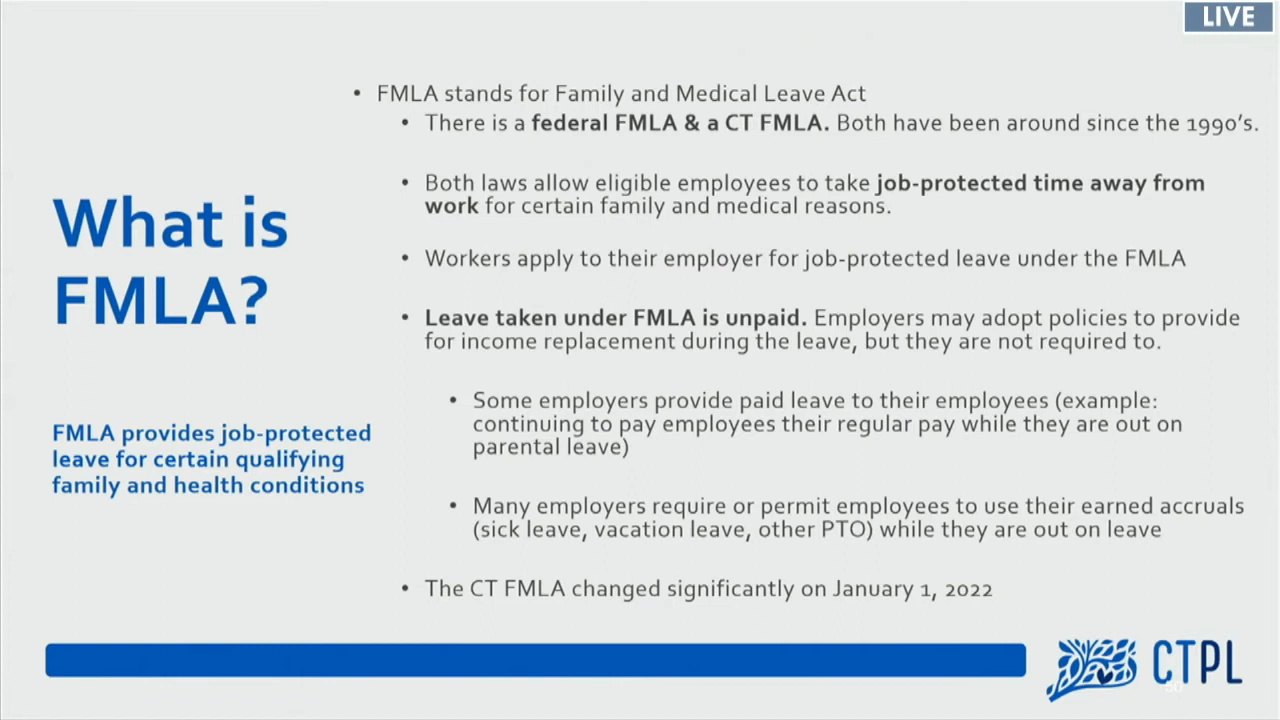 LIVE
What is
FMLA?
FMLA provides job-protected
leave for certain qualifying
family and health conditions
• FMLA stands for Family and Medical Leave Act
• There is a federal FMLA & a CT FMLA. Both have been around since the 1990's.
• Both laws allow eligible employees to take job-protected time away from
work for certain family and medical reasons.
• Workers apply to their employer for job-protected leave under the FMLA
• Leave taken under FMLA is unpaid. Employers may adopt policies to provide
for income replacement during the leave, but they are not required to.
• Some employers provide paid leave to their employees (example:
continuing to pay employees their regular pay while they are out on
parental leave)
• Many employers require or permit employees to use their earned accruals
(sick leave, vacation leave, other PTO) while they are out on leave
• The CT FMLA changed significantly on January 1, 2022
CTPL
50